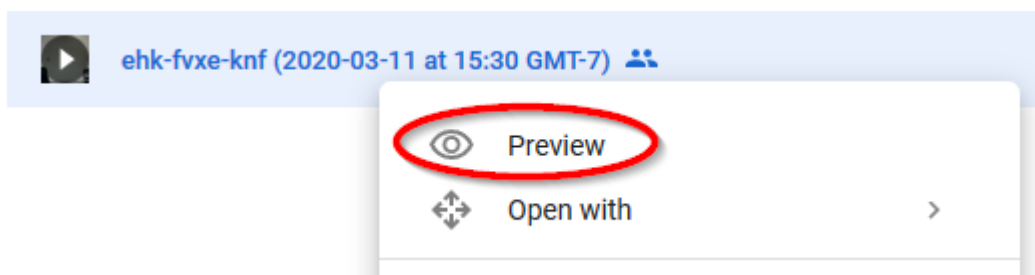 ehk-fvxe-knf (2020-03-11 at 15:30 GMT-7)
Preview
Open with